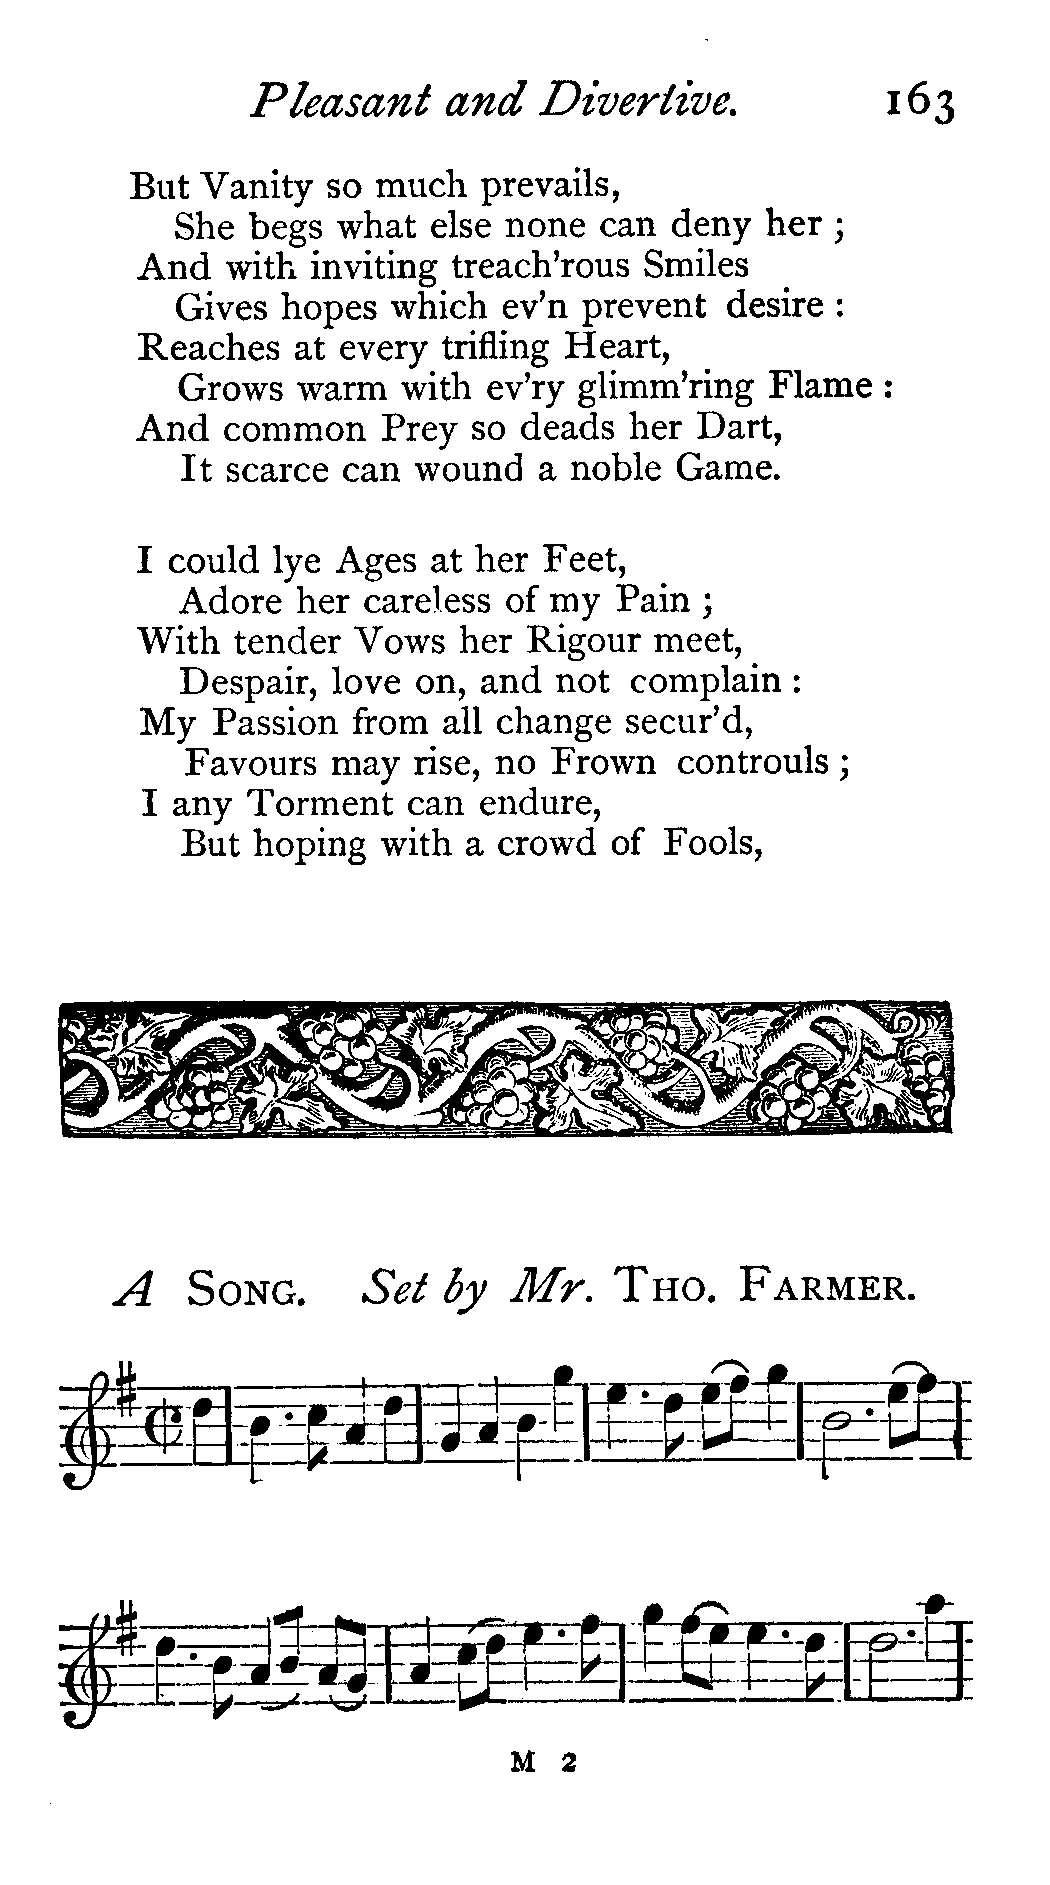 Pleasant and Divertive. 163
But Vanity so much prevails,
She begs what else none can deny her ;
And with inviting treach'rous Smiles
Gives hopes which ev'n prevent desire :
Reaches at every trifling Heart,
Grows warm with ev'ry glimm'ring Flame :
And common Prey so deads her Dart,
It scarce can wound a noble Game.
I could lye Ages at her Feet,
Adore her careless of my Pain ;
With tender Vows her Rigour meet,
Despair, love on, and not complain :
My Passion from all change secur'd,
Favours may rise, no Frown controuls ;
I any Torment can endure,
But hoping with a crowd of Fools,
A SONG. Set by Mr. THO. FARMER.
M 2